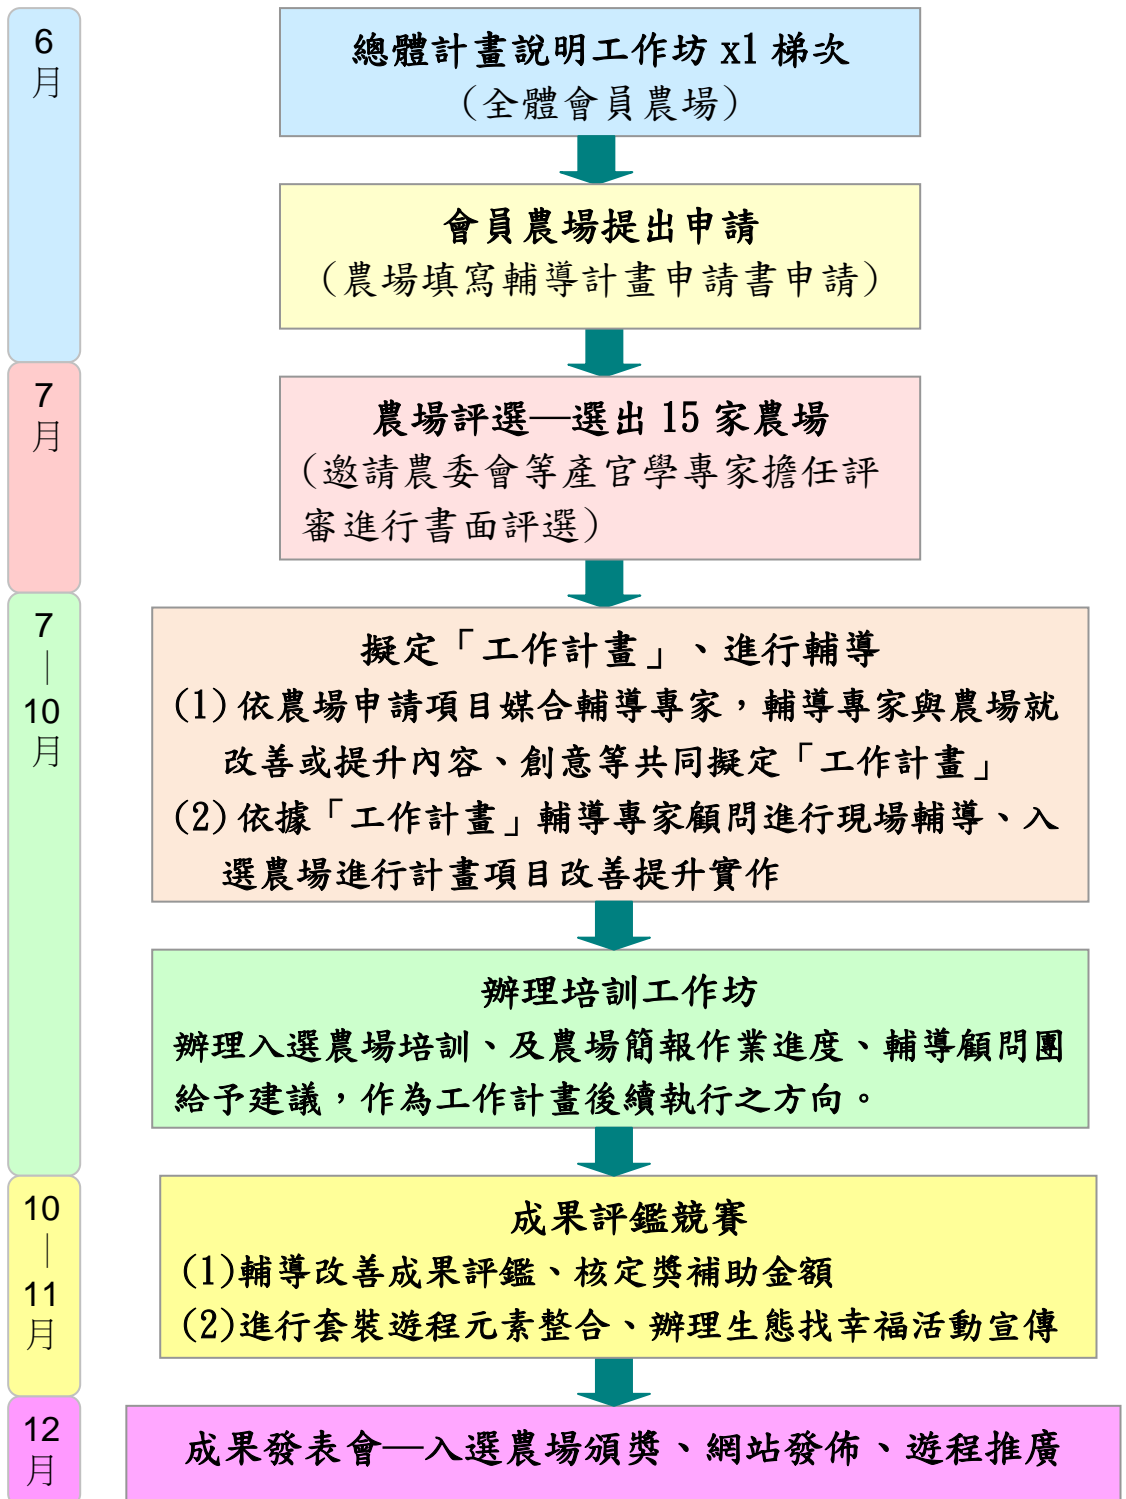 6
月
總體計畫說明工作坊 x1 梯次
(全體會員農場)
會員農場提出申請
(農場填寫輔導計畫申請書申請)
7
月
農場評選—選出 15 家農場
(邀請農委會等產官學專家擔任評
審進行書面評選)
7
｜
10
月
擬定「工作計畫」、進行輔導
(1)依農場申請項目媒合輔導專家，輔導專家與農場就
改善或提升內容、創意等共同擬定「工作計畫」
(2)依據「工作計畫」輔導專家顧問進行現場輔導、入
選農場進行計畫項目改善提升實作
辦理培訓工作坊
辦理入選農場培訓、及農場簡報作業進度、輔導顧問團
給予建議，作為工作計畫後續執行之方向。
10
｜
11
月
成果評鑑競賽
(1)輔導改善成果評鑑、核定獎補助金額
(2)進行套裝遊程元素整合、辦理生態找幸福活動宣傳
12
月
成果發表會—入選農場頒獎、網站發佈、遊程推廣